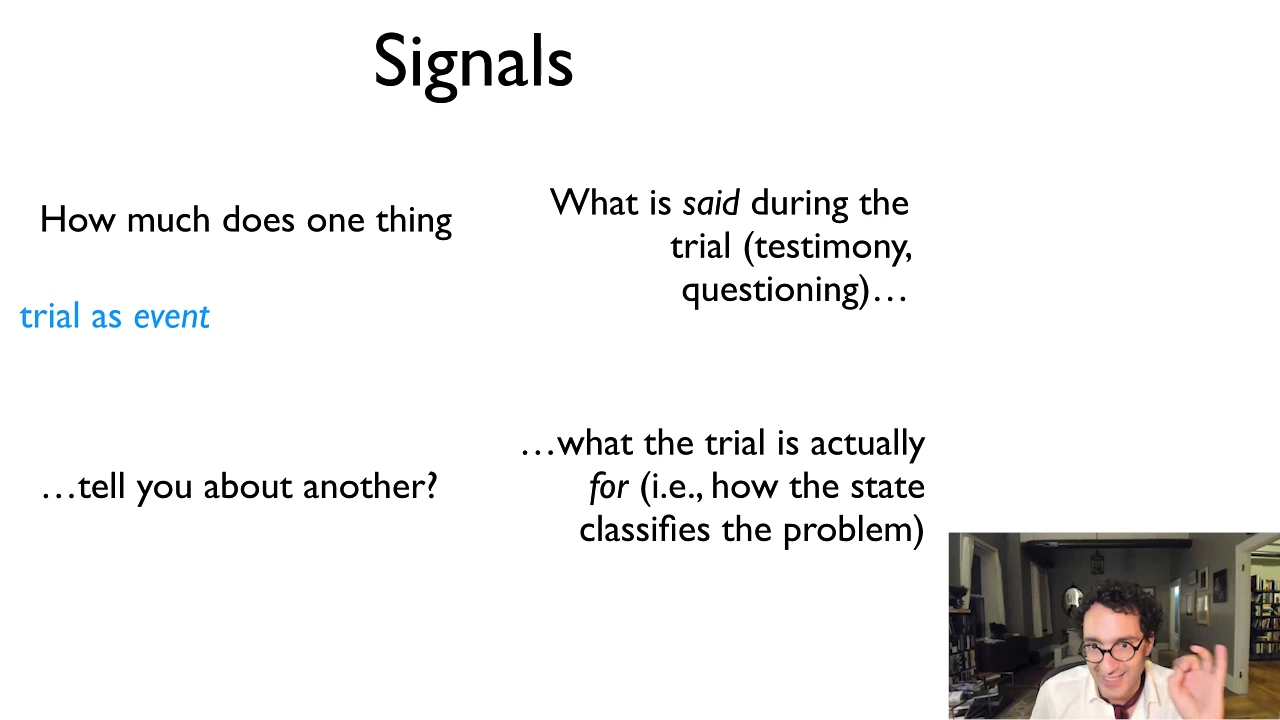 Signals
How much does one thing
trial as event
…tell you about another?
What is said during the
trial (testimony,
questioning)…
…what the trial is actually
for (i.e., how the state
classifies the problem)